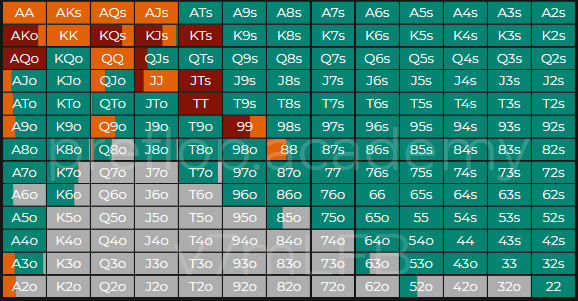 AA AKs AQs AJs ATs A9s A8s A7s A6s A5s A4s A3s A2s
AKo KK KQs KJs KTs K9s K8s K7s K6s K5s K4s K3s K2s
AQo KQo QQ QJs QTs Q9s Q8s Q7s Q6s Q5s Q4s Q3s Q2s
AJo KJo QJo JJ JTs J9s J8s J7s J6s J5s J4s J3s J2s
ATo KTo QTo JTo TT T9s T8s T7s T6s T5s T4s T3s T2s
A9o K9o Q9o J9o T9o 99 98s 97s 96s 95s 94s 93s 92s
A8o K8o Q8o J8o T8o 98o 88 87s 86s 85s 84s 83s 82s
preflop.academy
A7o K7o Q7o J7o T7o 97o 87o 77 76s 75s 74s 73s 72s
A6o K6o Q6o J6o T6o 96o 86o 76o 66 65s 64s 63s 62s
A5o K5o Q5o J5o T5o 95o 85o 75o 65o 55 54s 53s 52s
A4o K4o Q4o J4o T4o 94o 84o 74o 64o 54o 44 43s 42s
A3o K3o Q3o J3o T3o 93o 83o 73o 63o 53o 43o 33 32s
A2o K2o Q2o J2o T2o 92o 82o 72o 62o 52o 42o 32o 22